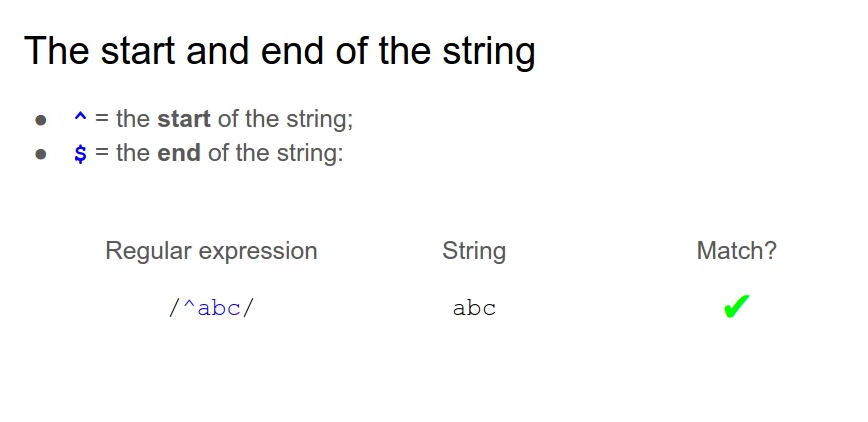 The start and end of the string
● ^ = the start of the string;
● $ = the end of the string:
Regular expression String Match?
/^abc/ abc ✔